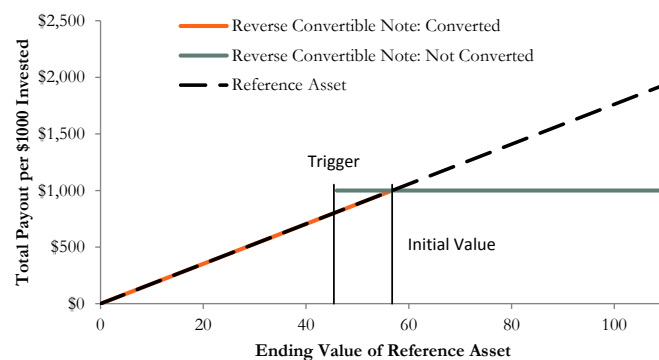 $2,500
Reverse Convertible Note: Converted
Reverse Convertible Note: Not Converted
$2,000
Reference Asset
$1,500
Trigger
$1,000
$500
Initial Value
$0
0 20 40 60 80 100
Total Payout per $1000 Invested
Ending Value of Reference Asset